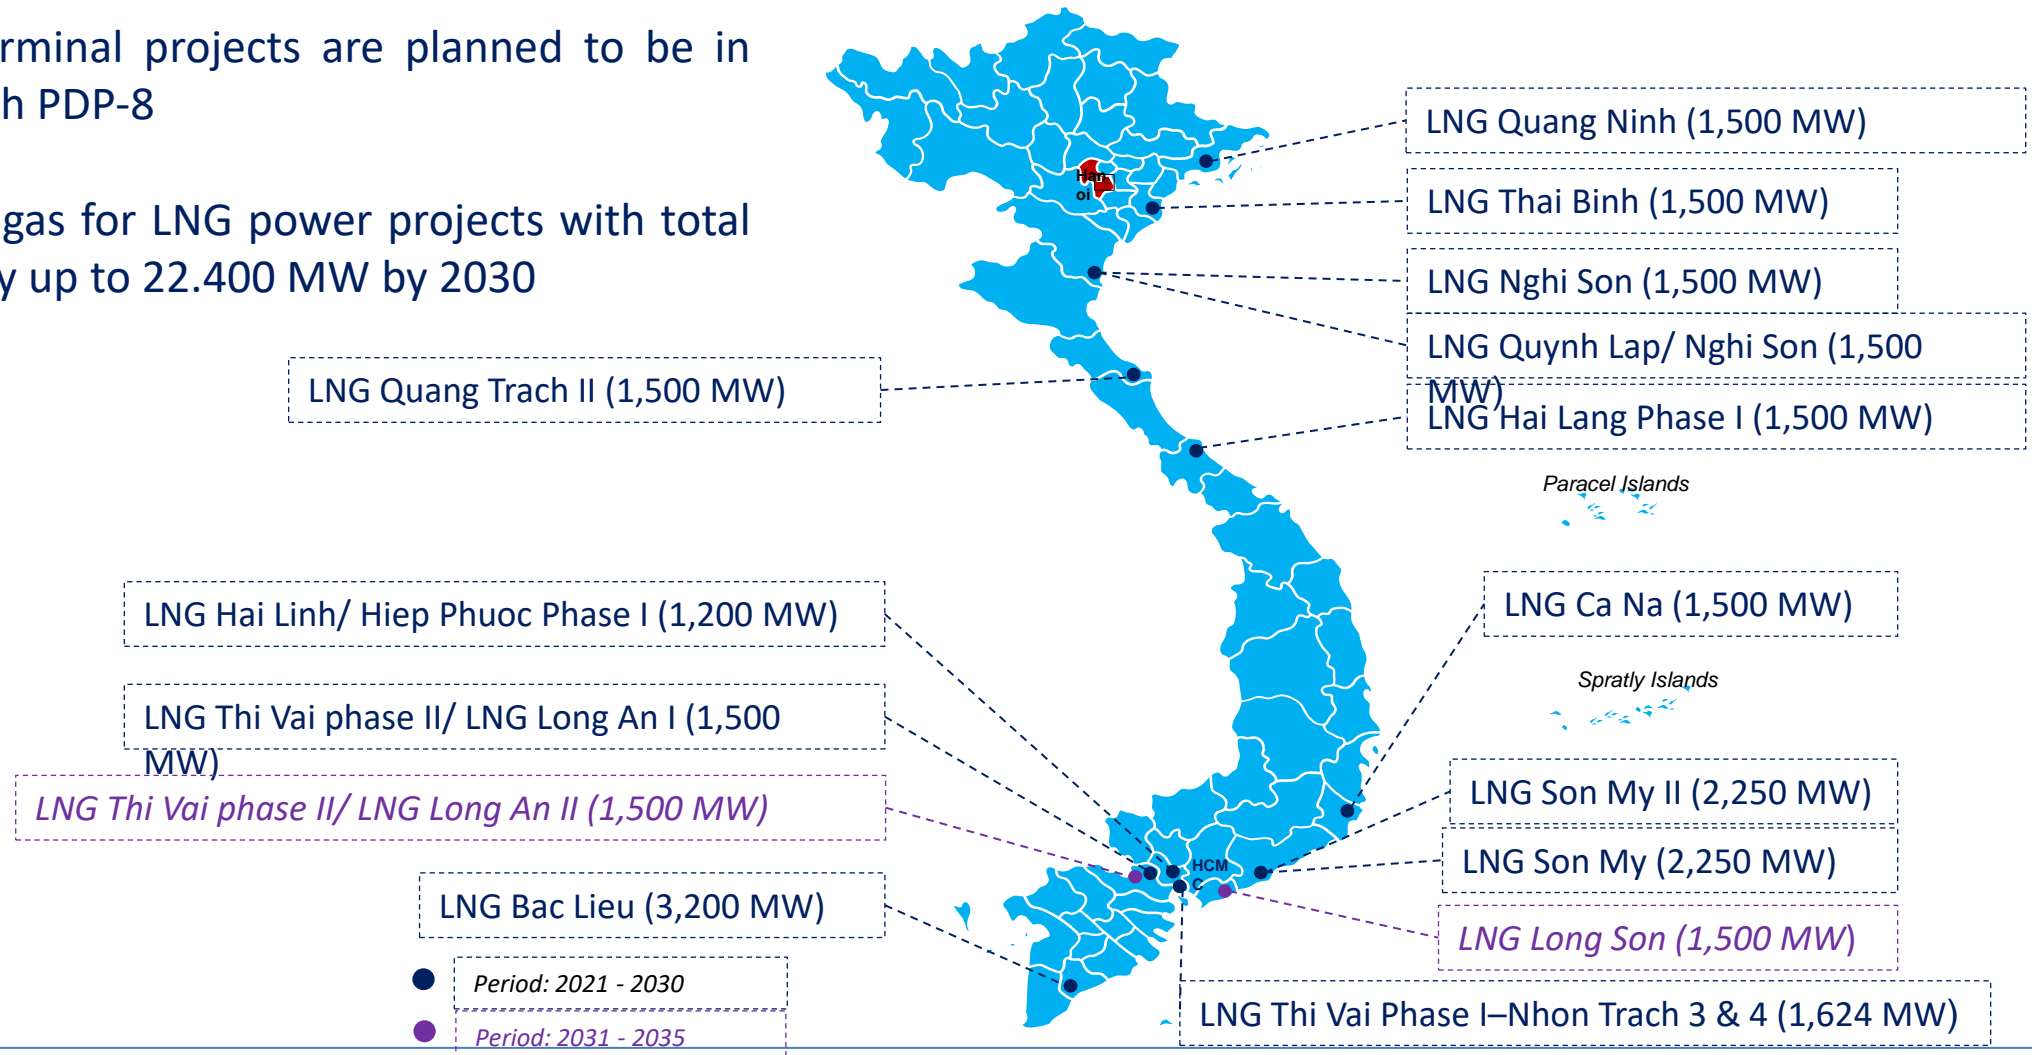 rminal projects are planned to be in
h PDP-8
gas for LNG power projects with total
y up to 22.400 MW by 2030
LNG Quang Ninh (1,500 MW)
LNG Thai Binh (1,500 MW)
LNG Nghi Son (1,500 MW)
LNG Quynh Lap/ Nghi Son (1,500
MW)
LNG Hai Lang Phase I (1,500 MW)
Han
oi
LNG Quang Trach II (1,500 MW)
Paracel Islands
LNG Hai Linh/ Hiep Phuoc Phase I (1,200 MW)
LNG Ca Na (1,500 MW)
LNG Thi Vai phase II/ LNG Long An I (1,500
MW)
Spratly Islands
LNG Thi Vai phase II/ LNG Long An II (1,500 MW)
LNG Son My II (2,250 MW)
HCM
C
LNG Son My (2,250 MW)
LNG Bac Lieu (3,200 MW)
LNG Long Son (1,500 MW)
Period: 2021 - 2030
LNG Thi Vai Phase I–Nhon Trach 3 & 4 (1,624 MW)
Period: 2031 - 2035